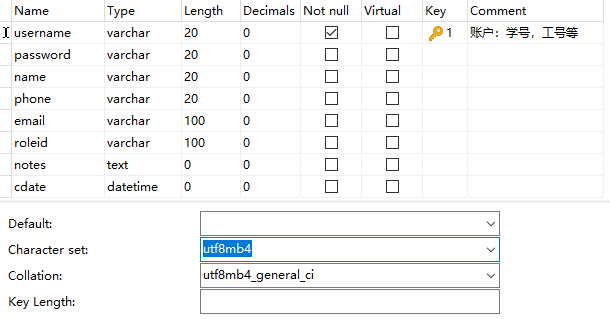 Name Type Length Decimals Not null Virtual Key Comment
username varchar 20 0 1 账户：学号，工号等
password varchar 20 0
name varchar 20 0
phone varchar 20 0
email varchar 100 0
roleid varchar 100 0
notes text 0 0
cdate datetime 0 0
Default:
Character set: utf8mb4
Collation: utf8mb4_general_ci
Key Length: